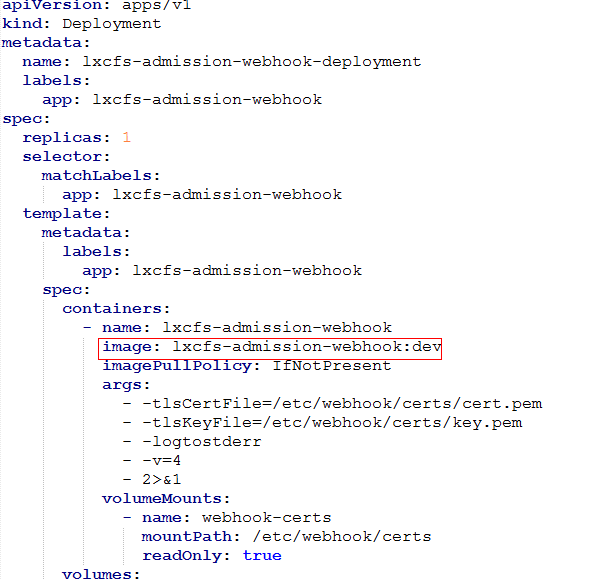 apiVersion: apps/v1
kind: Deployment
metadata:
  name: lxcfs-admission-webhook-deployment
  labels:
    app: lxcfs-admission-webhook
spec:
  replicas: 1
  selector:
    matchLabels:
      app: lxcfs-admission-webhook
  template:
    metadata:
      labels:
        app: lxcfs-admission-webhook
    spec:
      containers:
        - name: lxcfs-admission-webhook
          image: lxcfs-admission-webhook:dev
          imagePullPolicy: IfNotPresent
          args:
            - -tlsCertFile=/etc/webhook/certs/cert.pem
            - -tlsKeyFile=/etc/webhook/certs/key.pem
            - -logtostderr
            - -v=4
            - 2>&1
          volumeMounts:
            - name: webhook-certs
              mountPath: /etc/webhook/certs
              readOnly: true
      volumes: